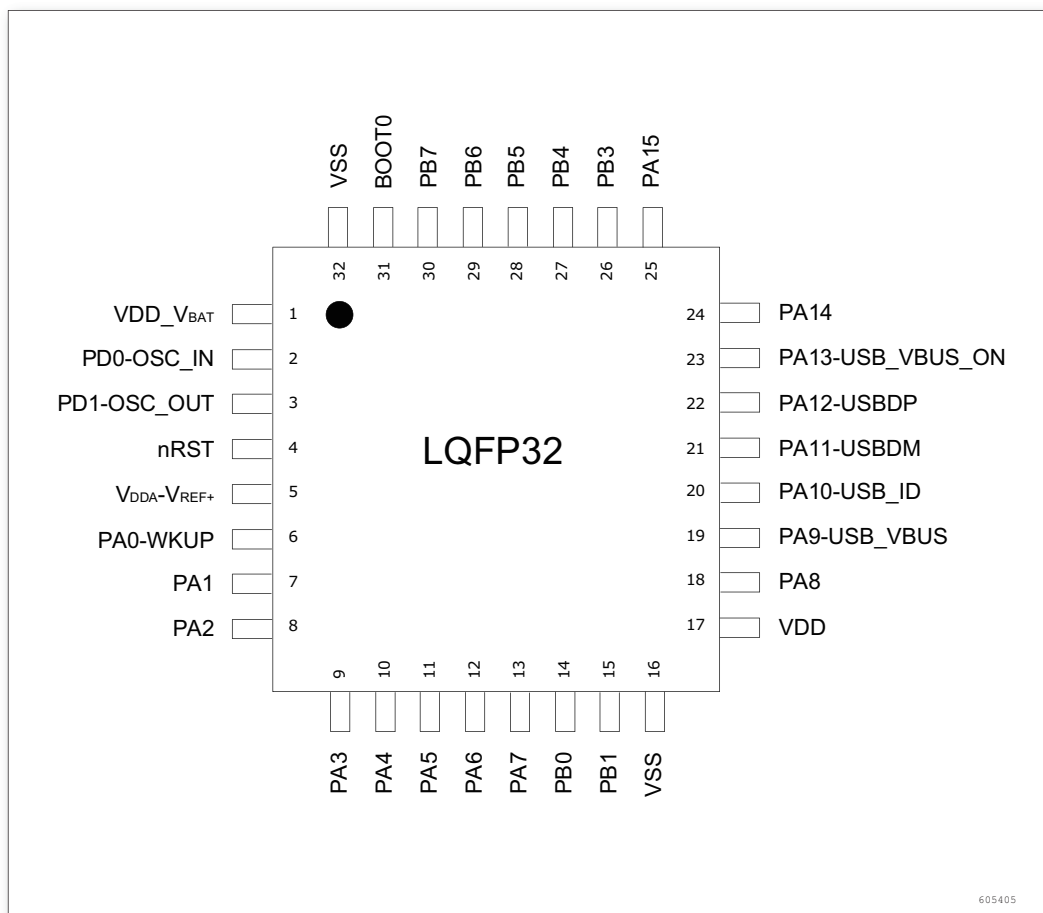 VSS
BOOT0
PB7
PB6
PB5
PB4
PB3
PA15
32
31
30
29
28
27
26
25
VDD_VBAT 1
PD0-OSC_IN 2
PD1-OSC_OUT 3
nRST 4
VDDA-VREF+ 5
PA0-WKUP 6
PA1 7
PA2 8
LQFP32
24 PA14
23 PA13-USB_VBUS_ON
22 PA12-USBDP
21 PA11-USBDM
20 PA10-USB_ID
19 PA9-USB_VBUS
18 PA8
17 VDD
9
10
11
12
13
14
15
16
PA3
PA4
PA5
PA6
PA7
PB0
PB1
VSS
605405